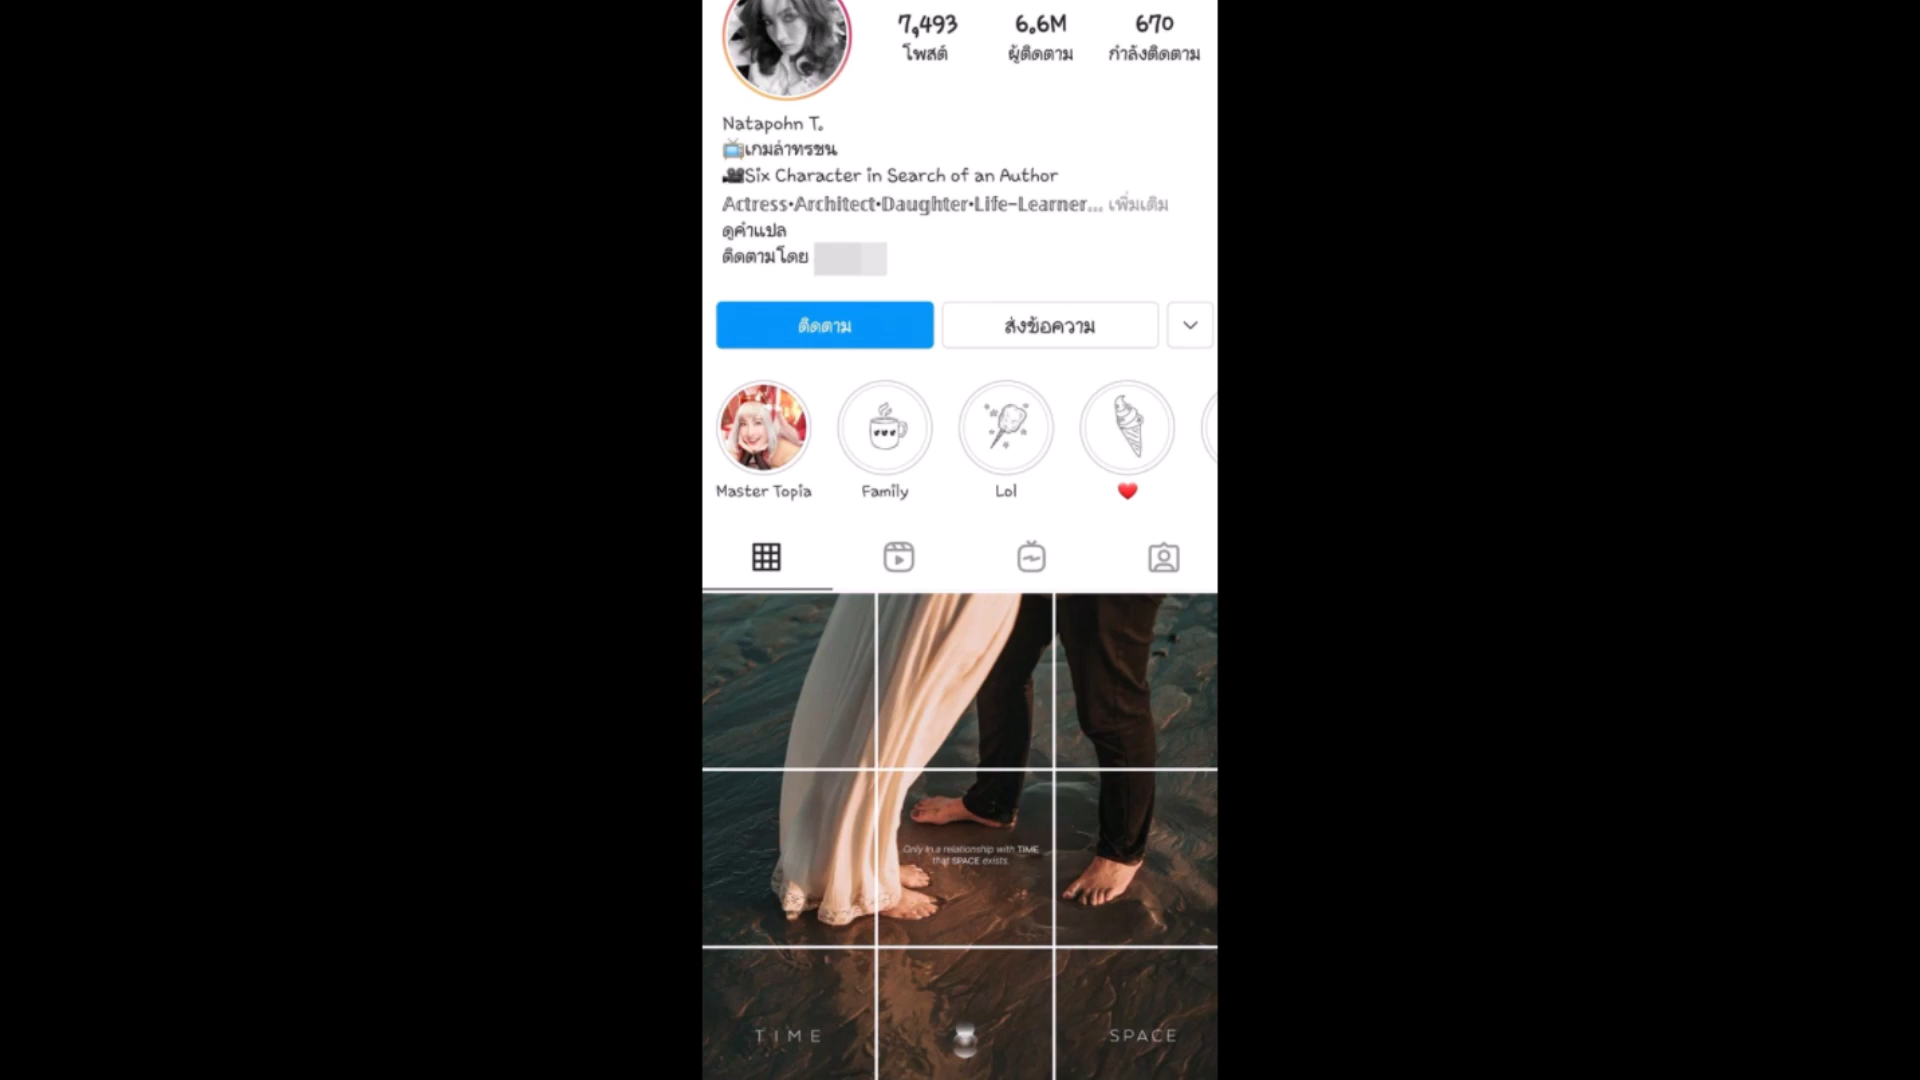 7,493 6.6M 670
โพสต์ ผู้ติดตาม กำลังติดตาม
Natapohn T.
📺เกมล่าทรชน
🎥Six Character in Search of an Author
Actress•Architect•Daughter•Life-Learner... เพิ่มเติม
ดูคำแปล
ติดตามโดย
ติดตาม ส่งข้อความ
Master Topia Family Lol ❤️
Only in a relationship with TIME
that SPACE exists.
TIME SPACE